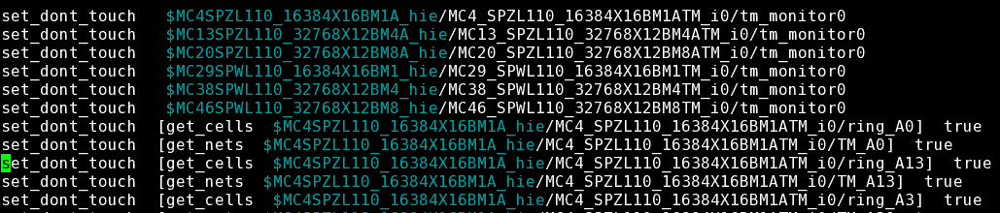 set_dont_touch   $MC4SPZL110_16384X16BM1A_hie/MC4_SPZL110_16384X16BM1ATM_i0/tm_monitor0
set_dont_touch   $MC13SPZL110_32768X12BM4A_hie/MC13_SPZL110_32768X12BM4ATM_i0/tm_monitor0
set_dont_touch   $MC20SPZL110_32768X12BM8A_hie/MC20_SPZL110_32768X12BM8ATM_i0/tm_monitor0
set_dont_touch   $MC29SPWL110_16384X16BM1_hie/MC29_SPWL110_16384X16BM1TM_i0/tm_monitor0
set_dont_touch   $MC38SPWL110_32768X12BM4_hie/MC38_SPWL110_32768X12BM4TM_i0/tm_monitor0
set_dont_touch   $MC46SPWL110_32768X12BM8_hie/MC46_SPWL110_32768X12BM8TM_i0/tm_monitor0
set_dont_touch  [get_cells  $MC4SPZL110_16384X16BM1A_hie/MC4_SPZL110_16384X16BM1ATM_i0/ring_A0]  true
set_dont_touch  [get_nets  $MC4SPZL110_16384X16BM1A_hie/MC4_SPZL110_16384X16BM1ATM_i0/TM_A0]  true
set_dont_touch  [get_cells  $MC4SPZL110_16384X16BM1A_hie/MC4_SPZL110_16384X16BM1ATM_i0/ring_A13]  true
set_dont_touch  [get_nets  $MC4SPZL110_16384X16BM1A_hie/MC4_SPZL110_16384X16BM1ATM_i0/TM_A13]  true
set_dont_touch  [get_cells  $MC4SPZL110_16384X16BM1A_hie/MC4_SPZL110_16384X16BM1ATM_i0/ring_A3]  true